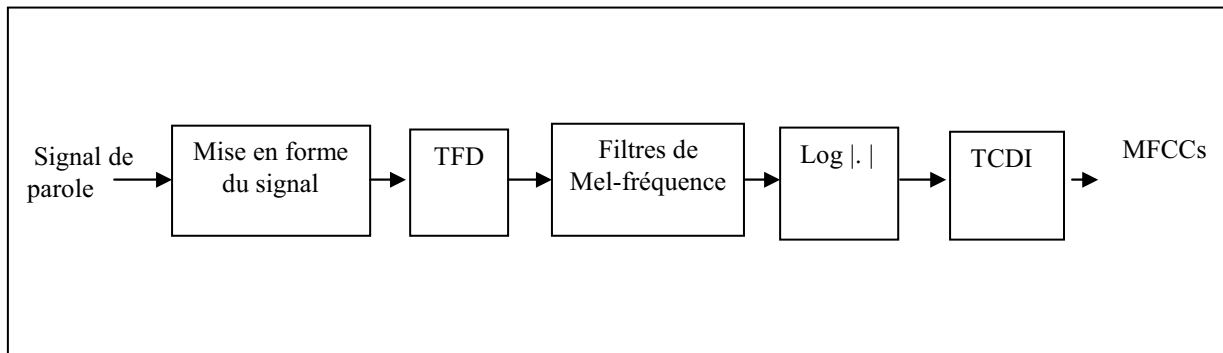 Signal de
parole
Mise en forme
du signal
TFD
Filtres de
Mel-fréquence
Log |. |
TCDI
MFCCs